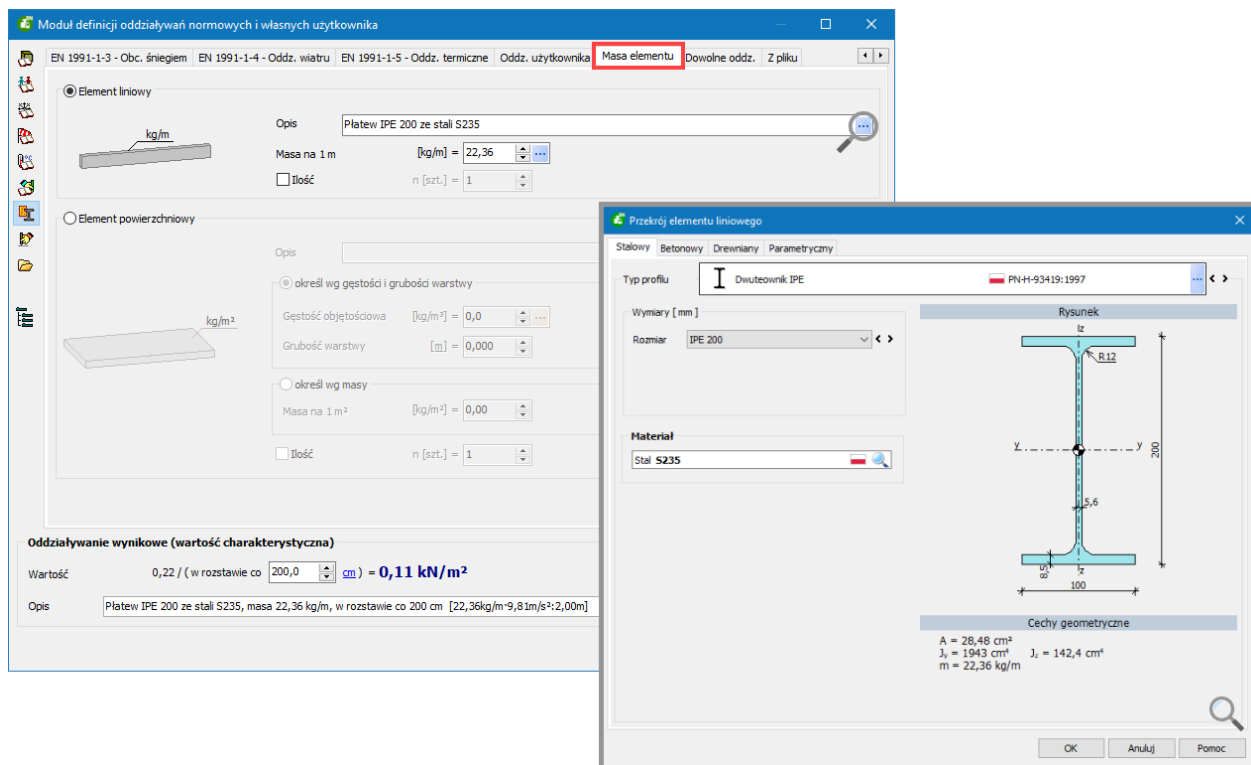 Moduł definicji oddziaływań normowych i własnych użytkownika
EN 1991-1-3 - Obc. śniegiem EN 1991-1-4 - Oddz. wiatru EN 1991-1-5 - Oddz. termiczne Oddz. użytkownika Masa elementu Dowolne oddz. Z pliku
Element liniowy
kg/m
Opis Płatew IPE 200 ze stali S235 ...
Masa na 1 m [kg/m] = 22,36 ...
Ilość n [szt.] = 1
Element powierzchniowy
kg/m²
Opis
określ wg gęstości i grubości warstwy
Gęstość objętościowa [kg/m³] = 0,0 ...
Grubość warstwy [m] = 0,000
określ wg masy
Masa na 1 m² [kg/m²] = 0,00
Ilość n [szt.] = 1
Oddziaływanie wynikowe (wartość charakterystyczna)
Wartość 0,22 / ( w rozstawie co 200,0 cm ) = 0,11 kN/m²
Opis Płatew IPE 200 ze stali S235, masa 22,36 kg/m, w rozstawie co 200 cm [22,36kg/m·9,81m/s²:2,00m]
Przekrój elementu liniowego
Stalowy Betonowy Drewniany Parametryczny
Typ profilu Dwuteownik IPE PN-H-93419:1997 ...
Wymiary [ mm ]
Rozmiar IPE 200
Materiał
Stal S235
Rysunek
z
R12
y y
200
5,6
8,5
z
100
Cechy geometryczne
A = 28,48 cm²
Jᵧ = 1943 cm⁴ J_z = 142,4 cm⁴
m = 22,36 kg/m
OK Anuluj Pomoc